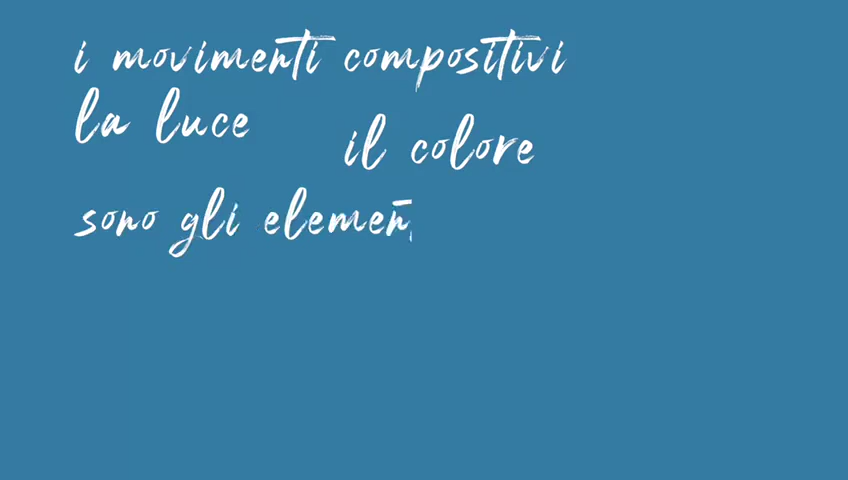 i movimenti compositivi
la luce
il colore
sono gli elemen